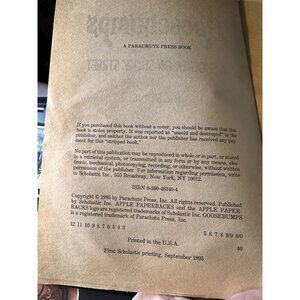 A PARACHUTE PRESS BOOK
If you purchased this book without a cover, you should be aware that this
book is stolen property. It was reported as "unsold and destroyed" to the
publisher, and neither the author nor the publisher has received any pay-
ment for this "stripped book."
No part of this publication may be reproduced in whole or in part, or stored
in a retrieval system, or transmitted in any form or by any means, elec-
tronic, mechanical, photocopying, recording, or otherwise, without written
permission of the publisher. For information regarding permission, write
to Scholastic Inc., 555 Broadway, New York, NY 10012.
ISBN 0-590-48340-4
Copyright © 1995 by Parachute Press, Inc. All rights reserved. Published
by Scholastic Inc. APPLE PAPERBACKS and the APPLE PAPER-
BACKS logo are registered trademarks of Scholastic Inc. GOOSEBUMPS
is a registered trademark of Parachute Press, Inc.
12 11 10 9 8 7 6 5 4 3
5 6 7 8 9/9 0/0
40
Printed in the U.S.A.
First Scholastic printing, September 1995